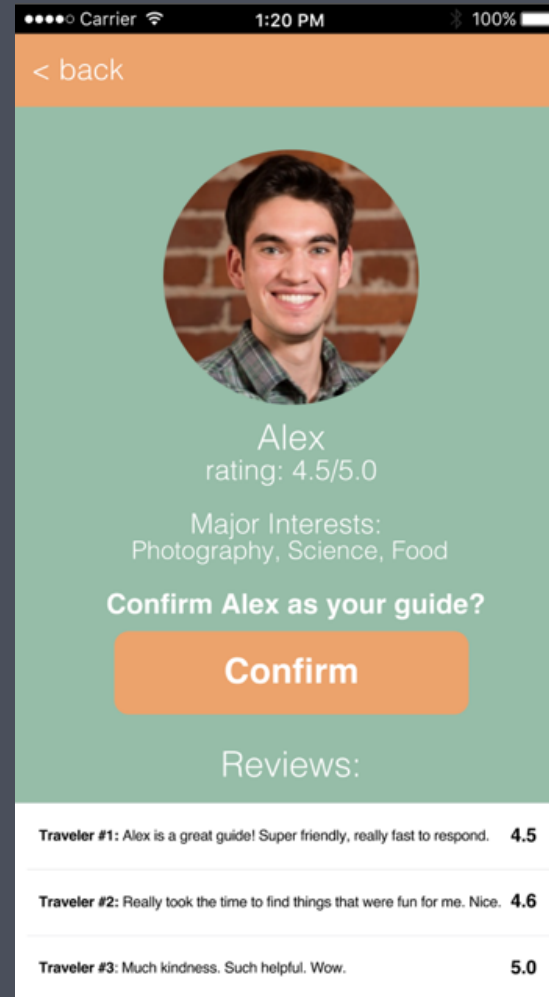 Carrier 1:20 PM 100%
< back
Alex
rating: 4.5/5.0
Major Interests:
Photography, Science, Food
Confirm Alex as your guide?
Confirm
Reviews:
Traveler #1: Alex is a great guide! Super friendly, really fast to respond. 4.5
Traveler #2: Really took the time to find things that were fun for me. Nice. 4.6
Traveler #3: Much kindness. Such helpful. Wow. 5.0